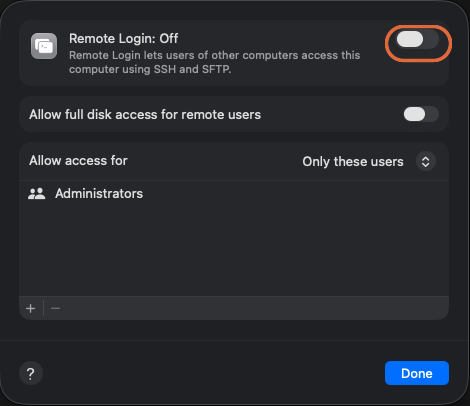 Remote Login: Off
Remote Login lets users of other computers access this
computer using SSH and SFTP.
Allow full disk access for remote users
Allow access for
Only these users
Administrators
+ −
?
Done